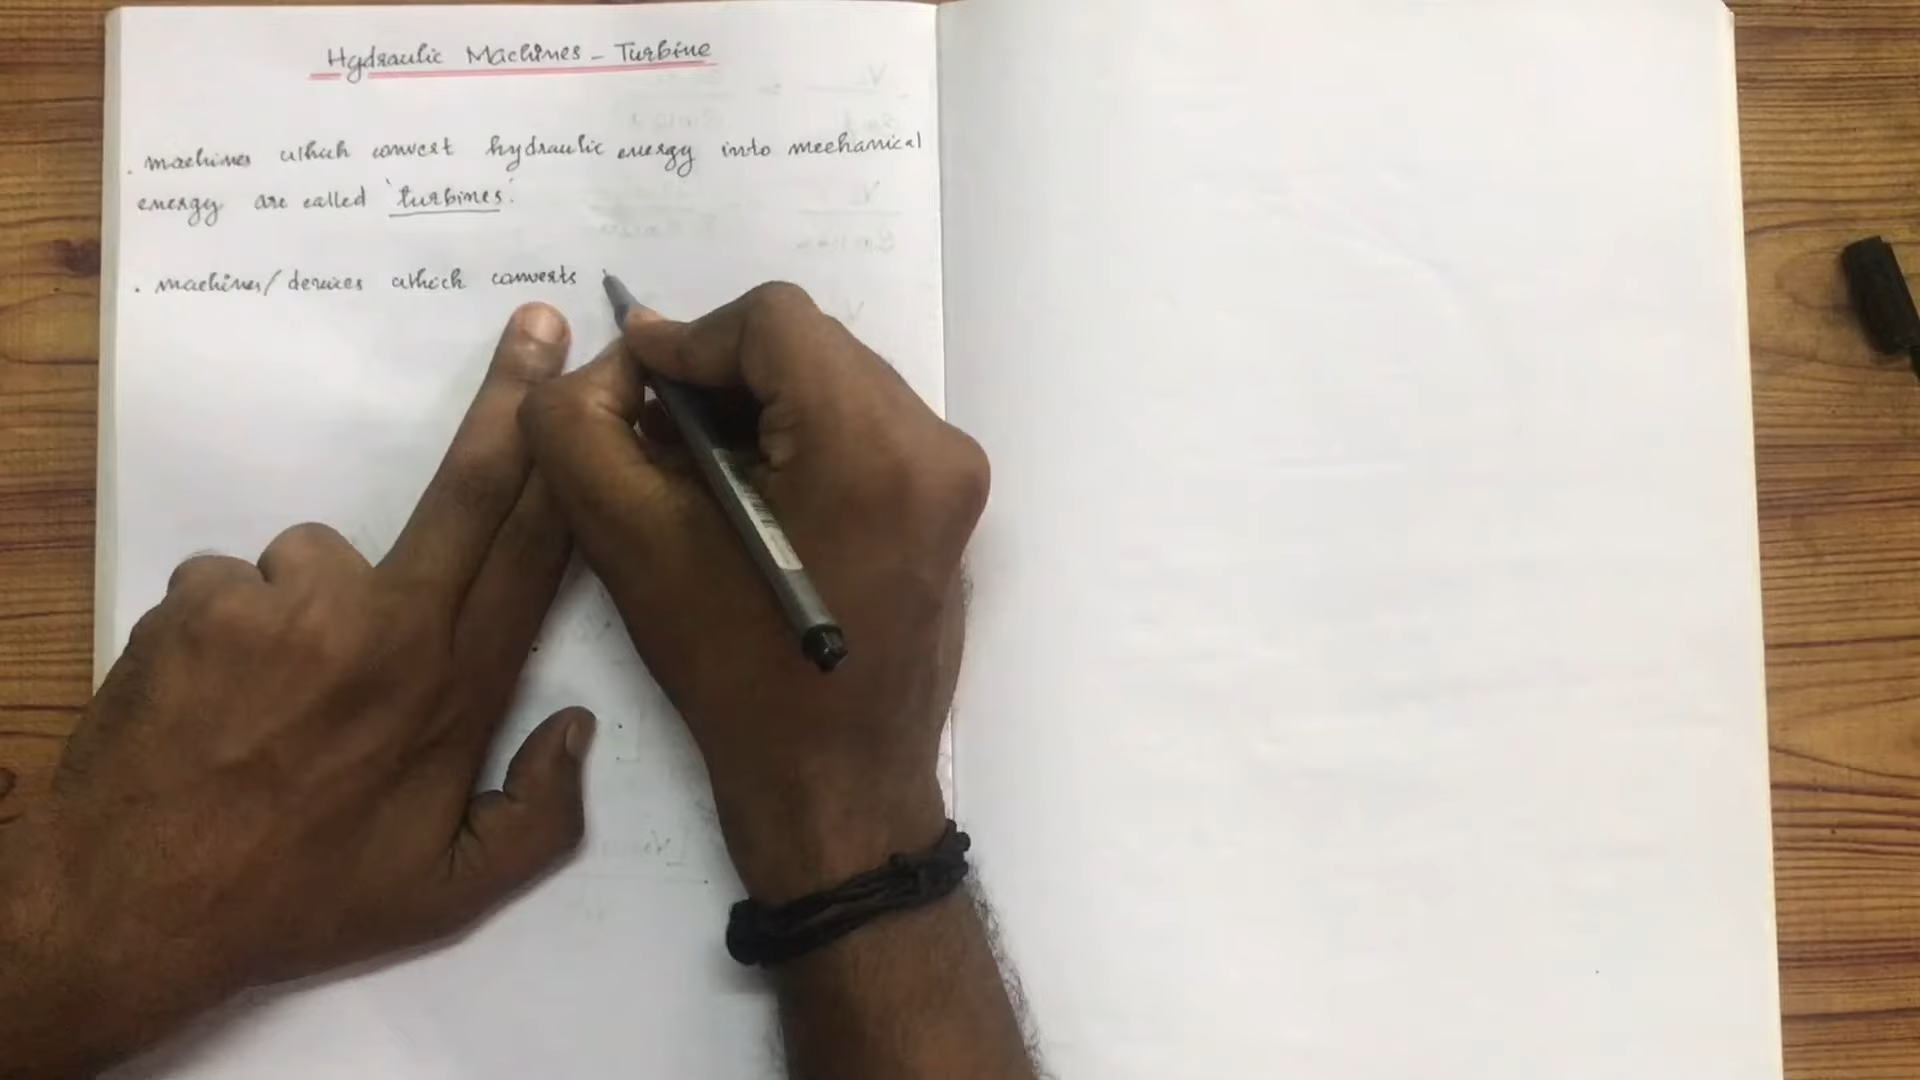 Hydraulic Machines - Turbine
. machines which convert hydraulic energy into mechanical
energy are called 'turbines'.
. machines/devices which converts